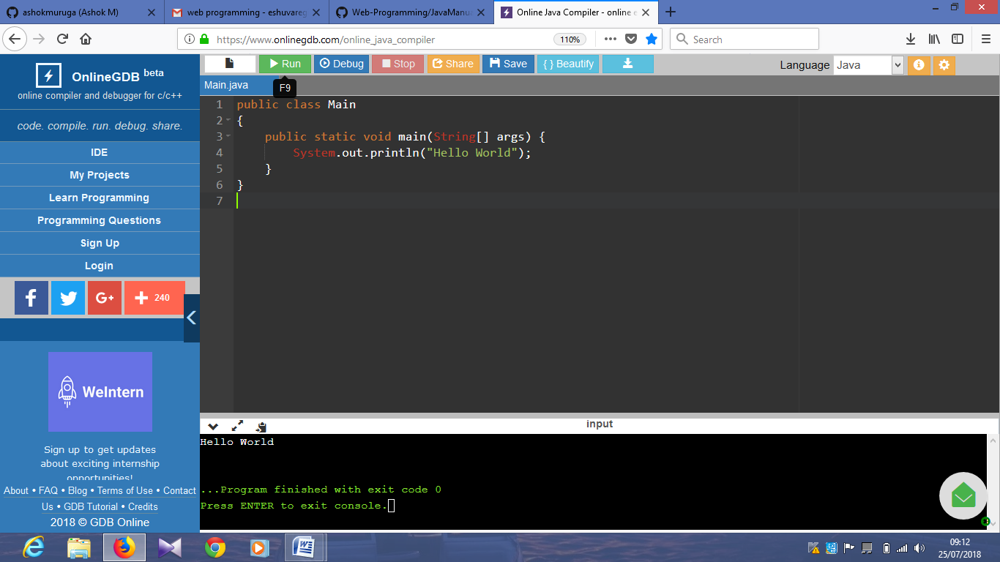 ashokmuruga (Ashok M)
web programming - eshuvareg
Web-Programming/JavaManua
Online Java Compiler - online e
https://www.onlinegdb.com/online_java_compiler
110%
Search
OnlineGDB beta
online compiler and debugger for c/c++
code. compile. run. debug. share.
IDE
My Projects
Learn Programming
Programming Questions
Sign Up
Login
240
WeIntern
Sign up to get updates
about exciting internship
opportunities!
About • FAQ • Blog • Terms of Use • Contact
Us • GDB Tutorial • Credits
2018 © GDB Online
Run
Debug
Stop
Share
Save
{ } Beautify
Language
Java
Main.java
F9
1 public class Main
2 {
3 public static void main(String[] args) {
4 System.out.println("Hello World");
5 }
6 }
7
input
Hello World
...Program finished with exit code 0
Press ENTER to exit console.
09:12
25/07/2018